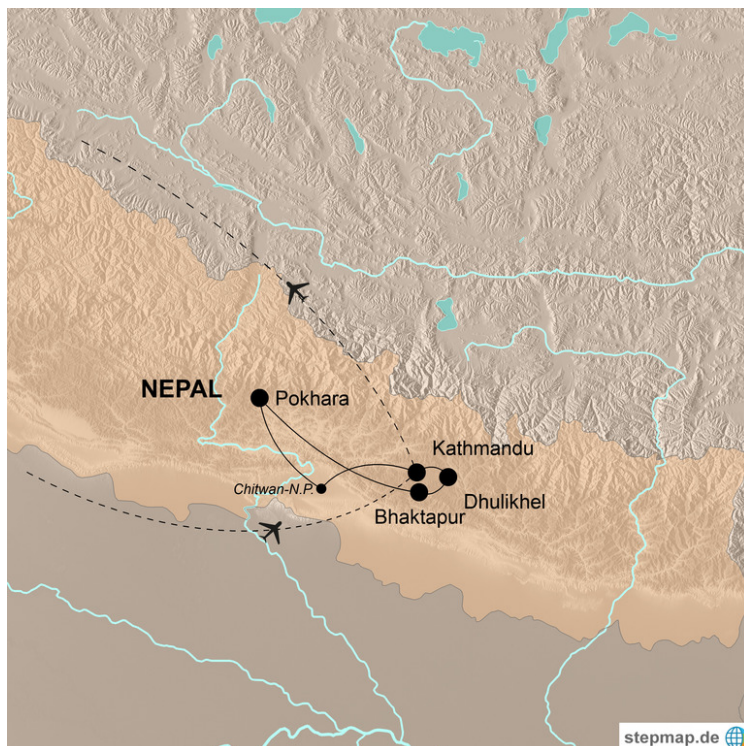 NEPAL
Pokhara
Kathmandu
Chitwan-N.P.
Dhulikhel
Bhaktapur
stepmap.de